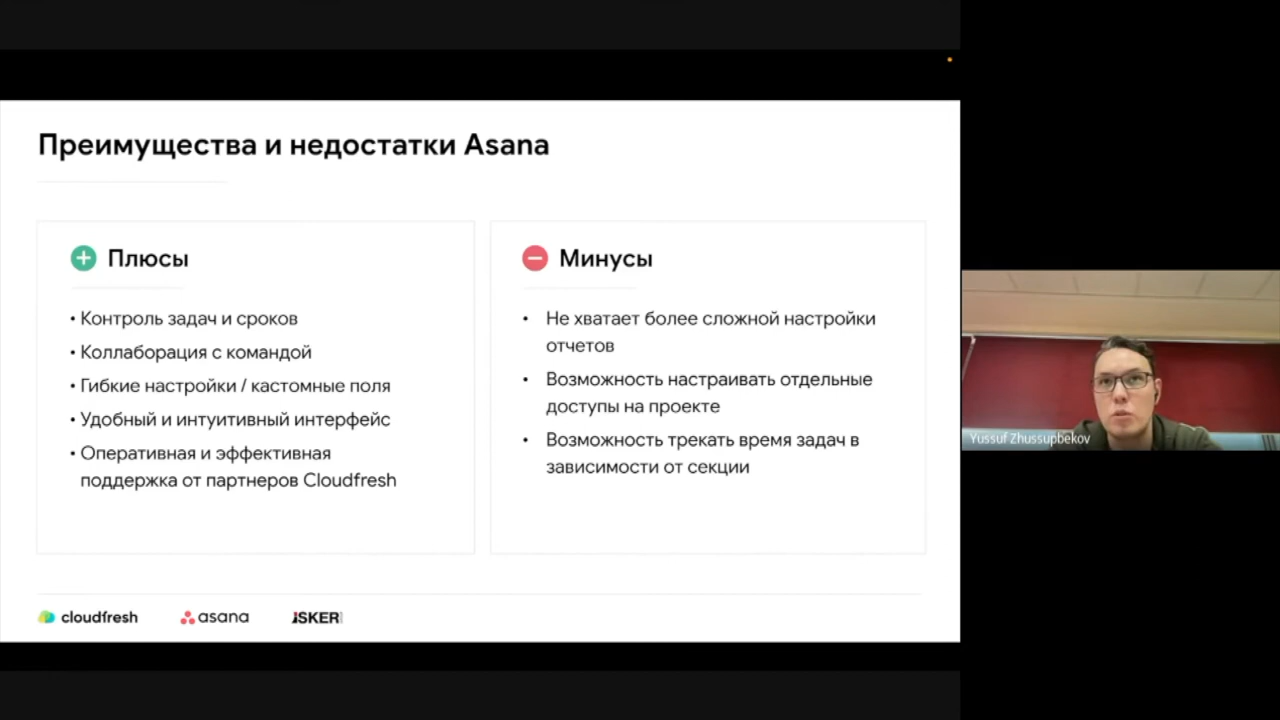 Преимущества и недостатки Asana
Плюсы
• Контроль задач и сроков
• Коллаборация с командой
• Гибкие настройки / кастомные поля
• Удобный и интуитивный интерфейс
• Оперативная и эффективная
поддержка от партнеров Cloudfresh
Минусы
• Не хватает более сложной настройки
отчетов
• Возможность настраивать отдельные
доступы на проекте
• Возможность трекать время задач в
зависимости от секции
cloudfresh
asana
iSKER
Yussuf Zhussupbekov